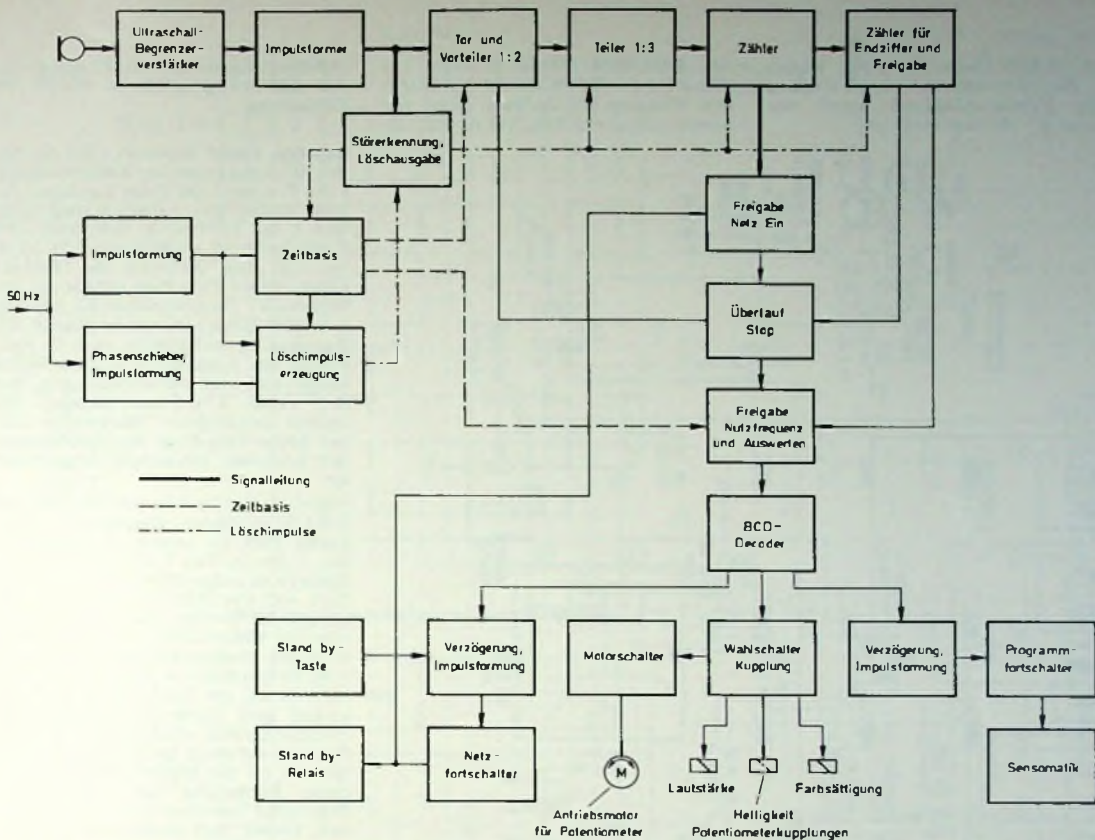 Ultraschall-
Begrenzer-
verstärker
Impulsformer
Tor und
Vorteiler 1:2
Teiler 1:3
Zähler
Zähler für
Endziffer und
Freigabe
Störerkennung,
Löschausgabe
Freigabe
Netz Ein
Impulsformung
Zeitbasis
50 Hz
Überlauf
Stop
Phasenschieber,
Impulsformung
Löschimpuls-
erzeugung
Freigabe
Nutzfrequenz
und Auswerten
Signalleitung
Zeitbasis
Löschimpulse
BCD-
Decoder
Stand by-
Taste
Verzögerung,
Impulsformung
Motorschalter
Wahlschalter
Kupplung
Verzögerung,
Impulsformung
Programm-
fortschalter
Stand by-
Relais
Netz-
fortschalter
M
Lautstärke
Farbsättigung
Sensomatik
Antriebsmotor
für Potentiometer
Helligkeit
Potentiometerkupplungen